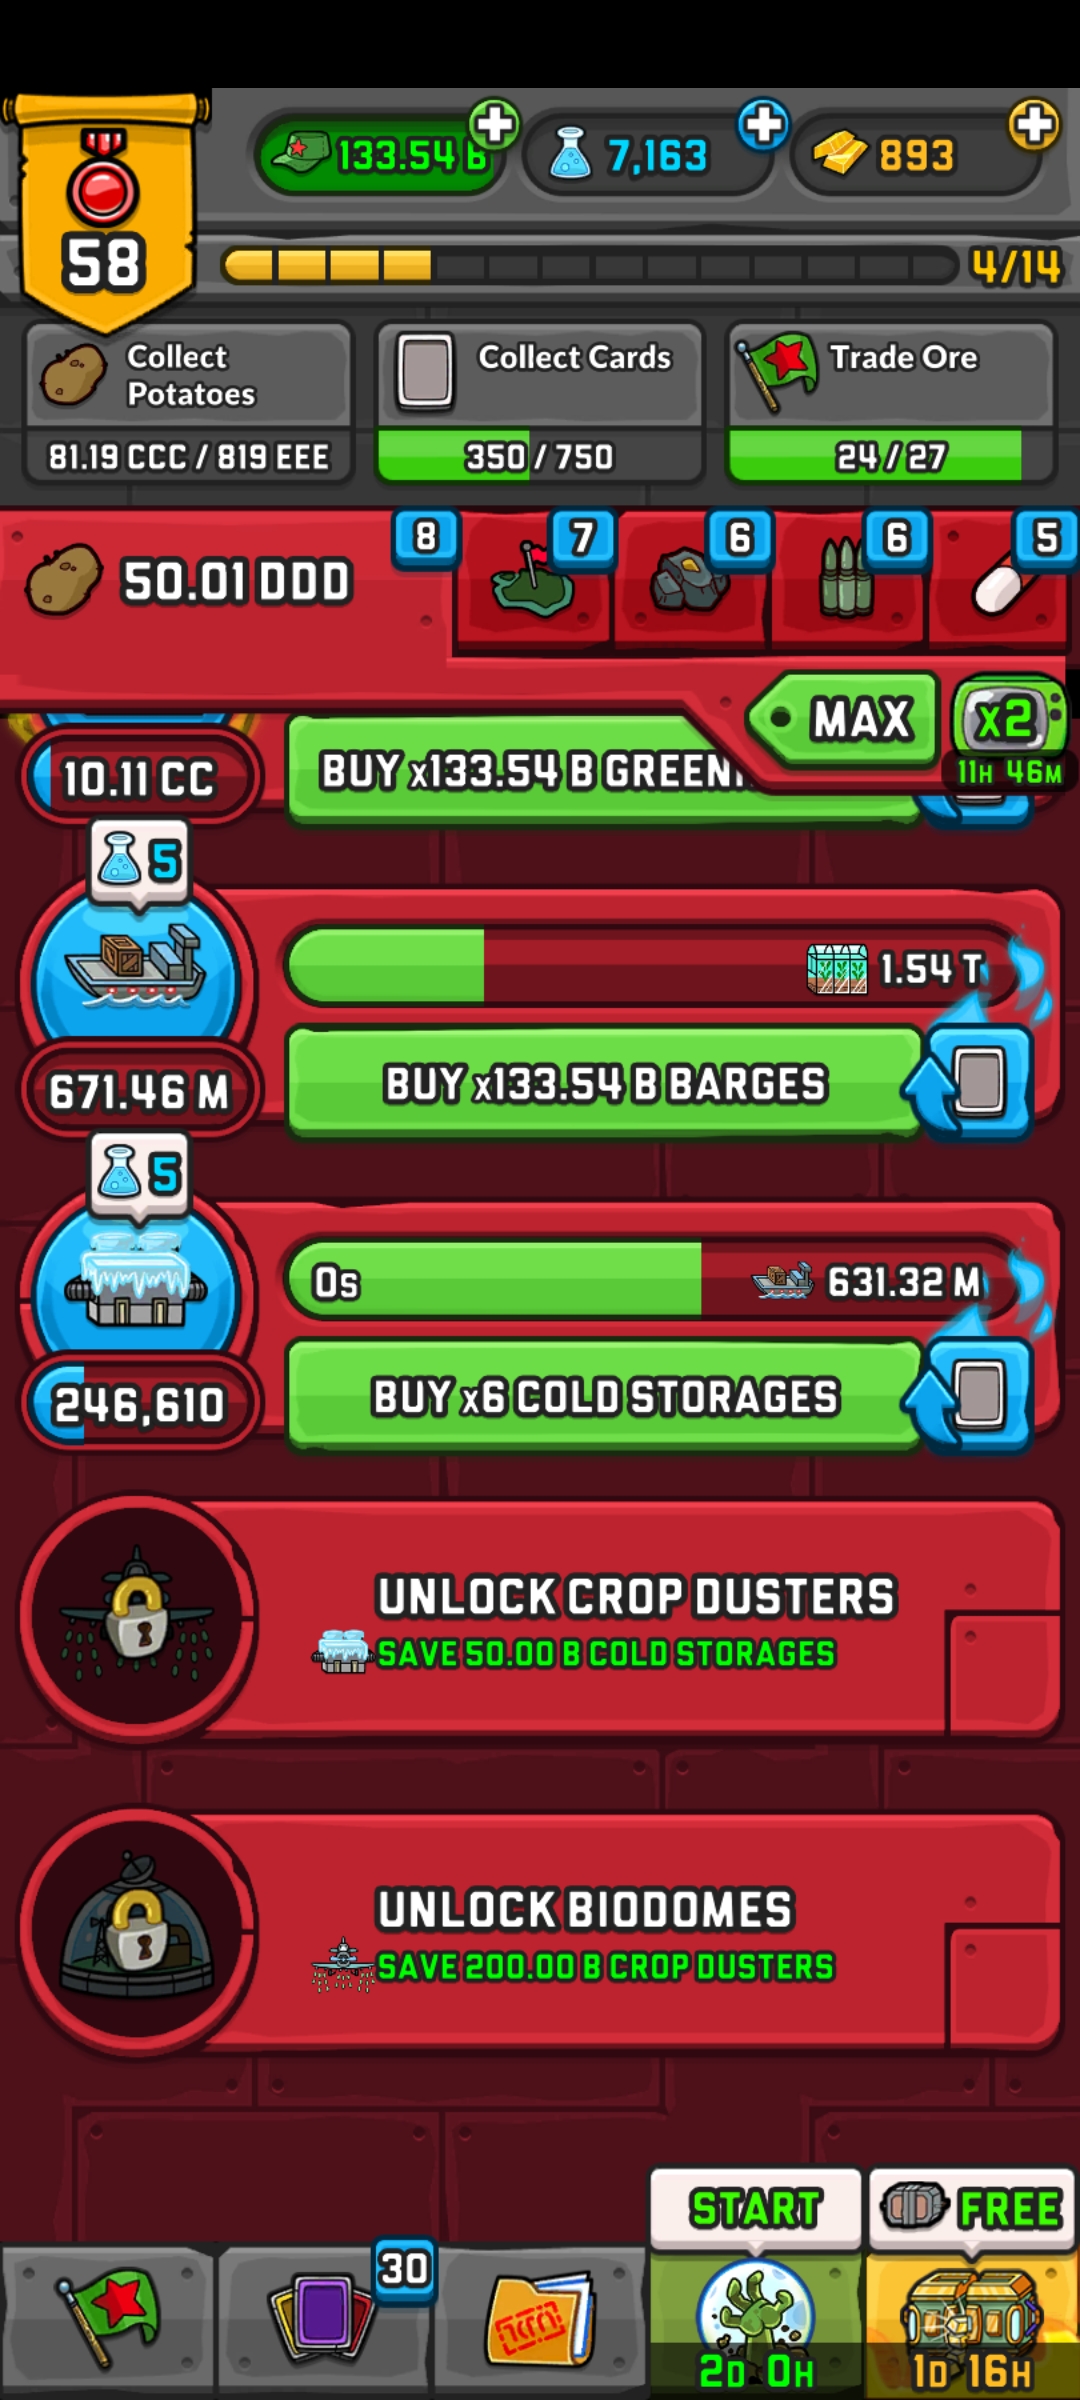 58
133.54 B
7,163
893
4/14
Collect
Potatoes
81.19 CCC / 819 EEE
Collect Cards
350 / 750
Trade Ore
24 / 27
50.01 DDD
8
7
6
6
5
MAX
x2
11H 46M
10.11 CC
BUY x133.54 B GREEN
5
1.54 T
671.46 M
BUY x133.54 B BARGES
5
0s
631.32 M
246,610
BUY x6 COLD STORAGES
UNLOCK CROP DUSTERS
SAVE 50.00 B COLD STORAGES
UNLOCK BIODOMES
SAVE 200.00 B CROP DUSTERS
START
FREE
30
2D 0H
1D 16H